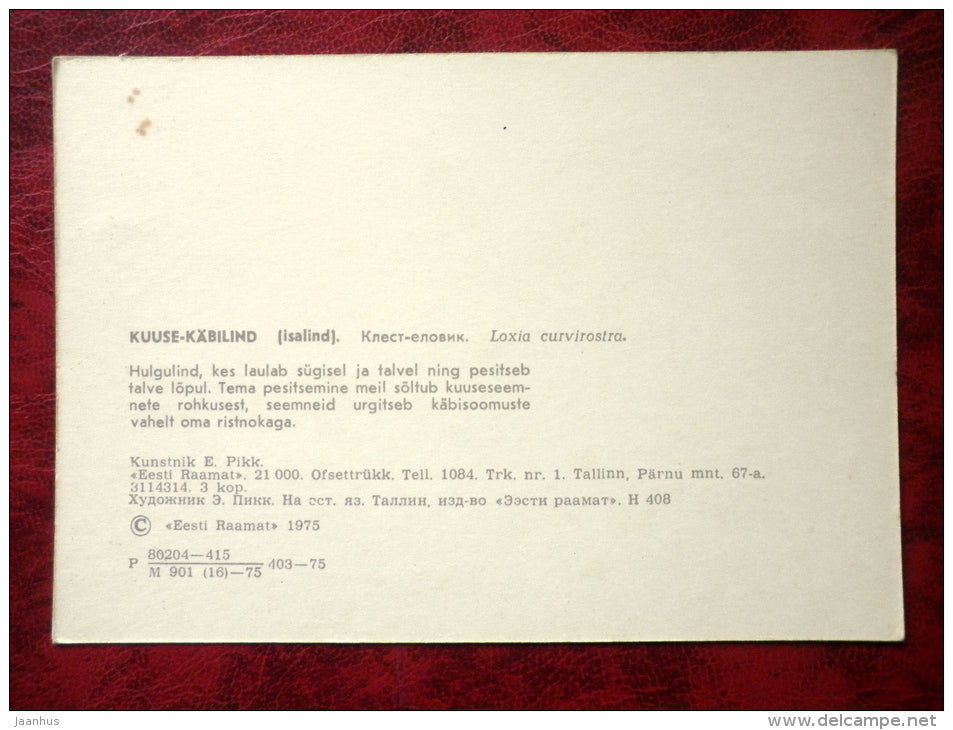 KUUSE-KÄBILIND (isalind). Клест-еловик. Loxia curvirostra.
Hulgulind, kes laulab sügisel ja talvel ning pesitseb
talve lõpul. Tema pesitsemine meil sõltub kuuseseem-
nete rohkusest, seemneid urgitseb käbisoomuste
vahelt oma ristnokaga.
Kunstnik E. Pikk.
«Eesti Raamat». 21 000. Ofsettrükk. Tell. 1084. Trk. nr. 1. Tallinn, Pärnu mnt. 67-a.
3114314. 3 kop.
Художник Э. Пикк. На эст. яз. Таллин, изд-во «Ээсти раамат». Н 408
© «Eesti Raamat» 1975
80204—415
Р 403—75
М 901 (16)—75
jaanhus
www.delcampe.net